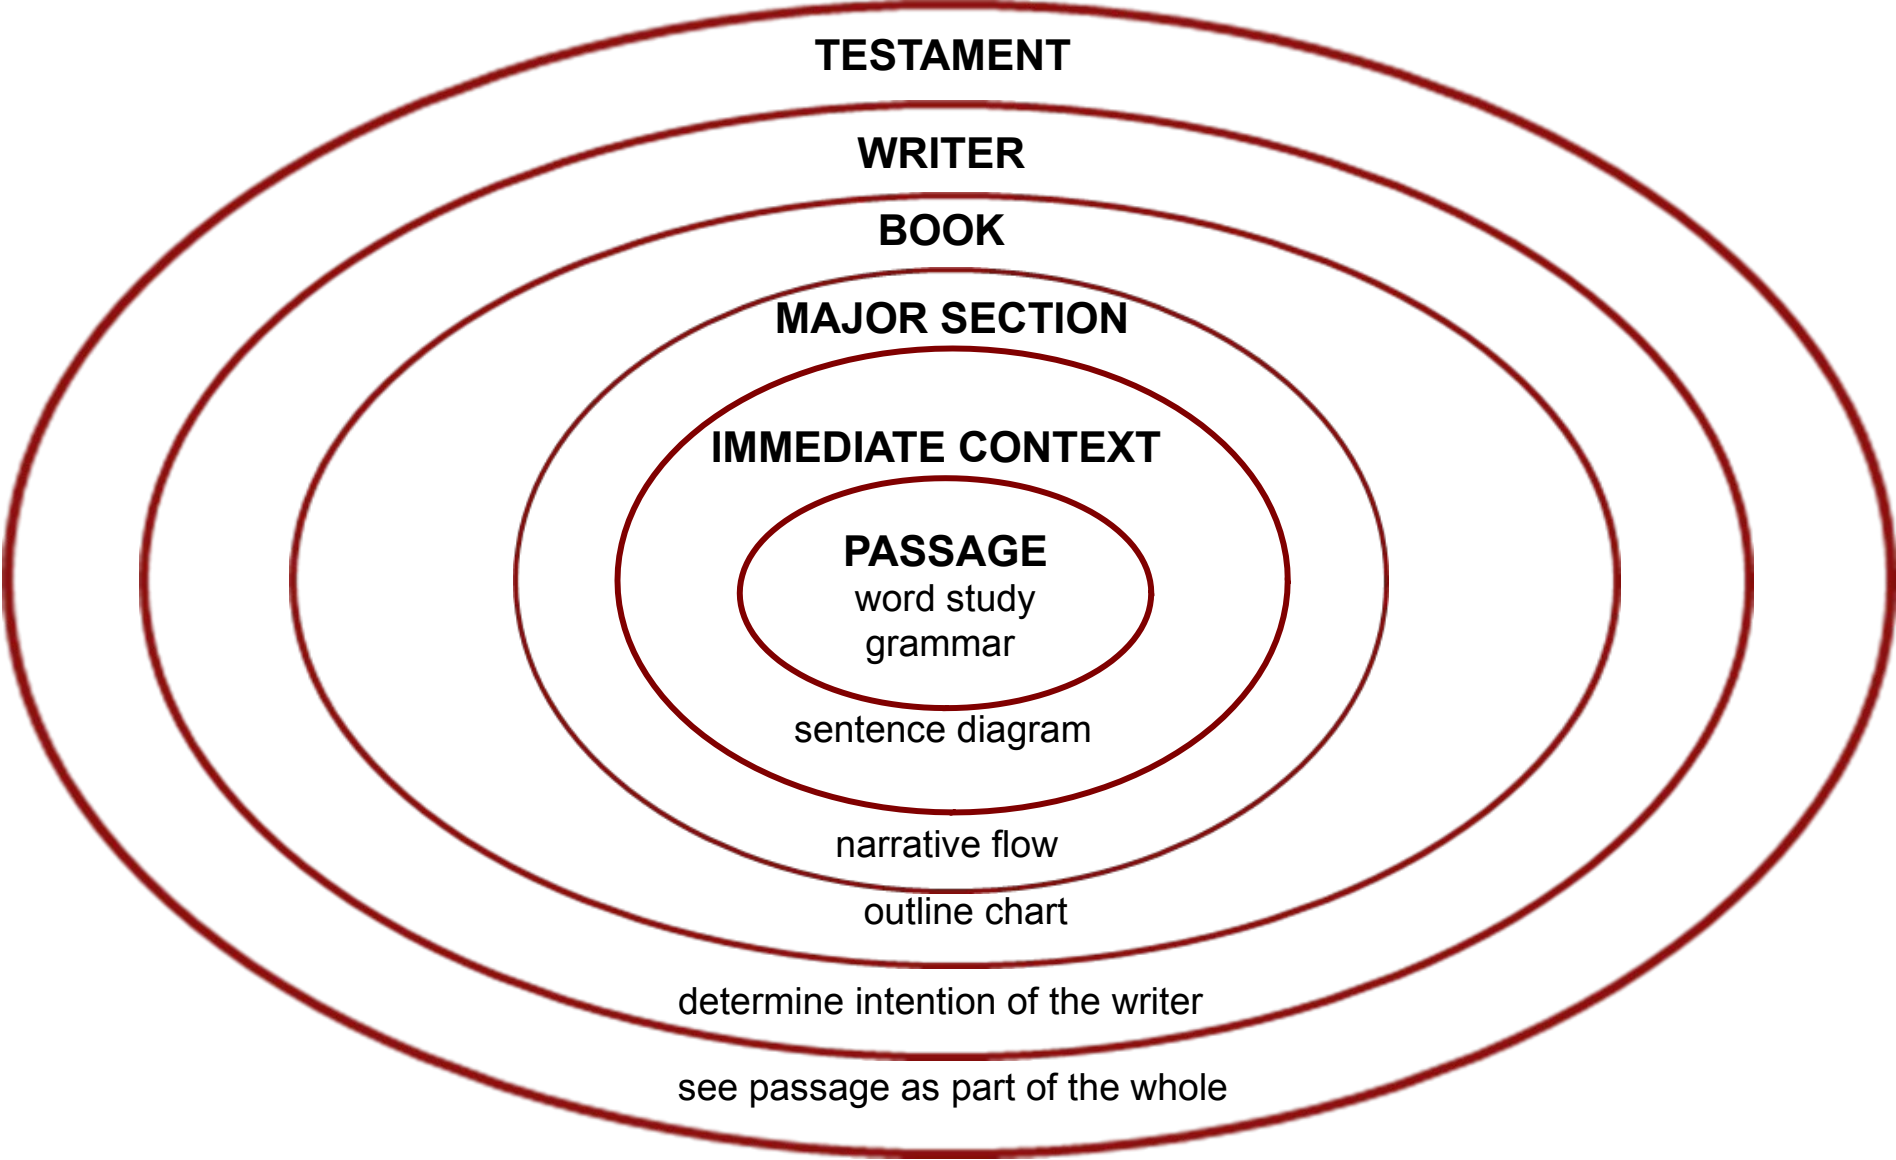 TESTAMENT
WRITER
BOOK
MAJOR SECTION
IMMEDIATE CONTEXT
PASSAGE
word study
grammar
sentence diagram
narrative flow
outline chart
determine intention of the writer
see passage as part of the whole